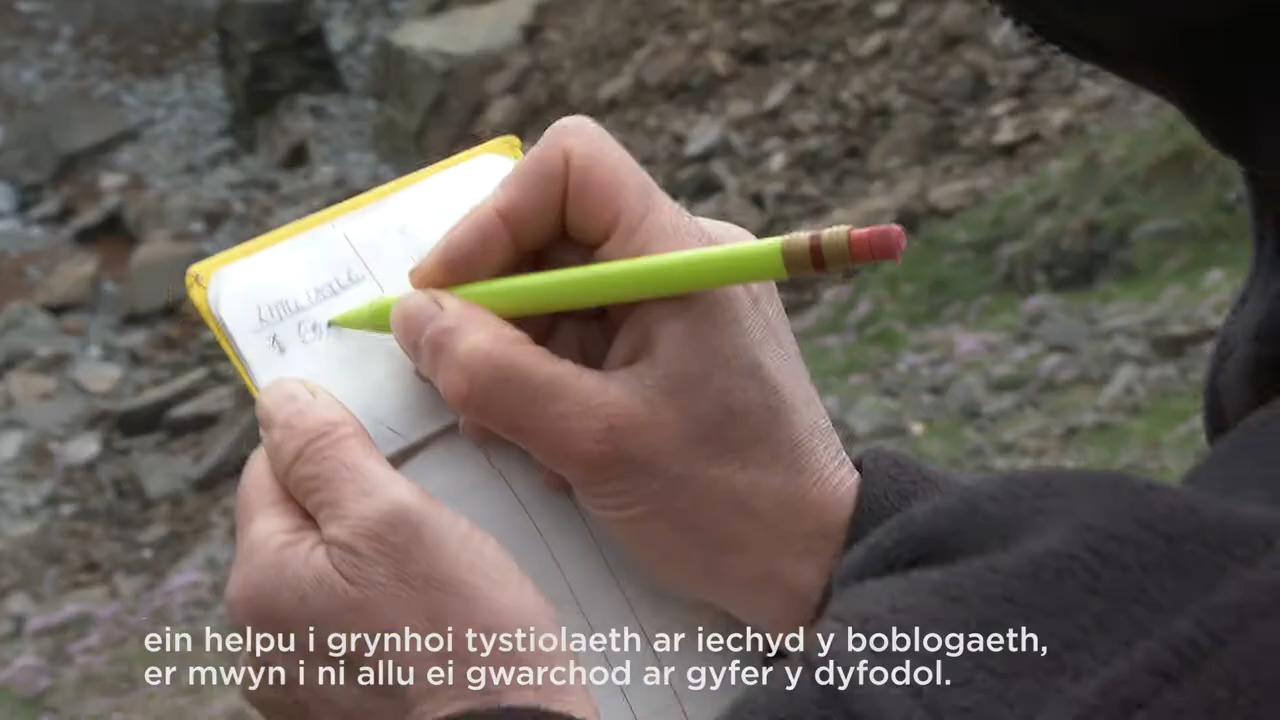 ein helpu i grynhoi tystiolaeth ar iechyd y boblogaeth,
er mwyn i ni allu ei gwarchod ar gyfer y dyfodol.